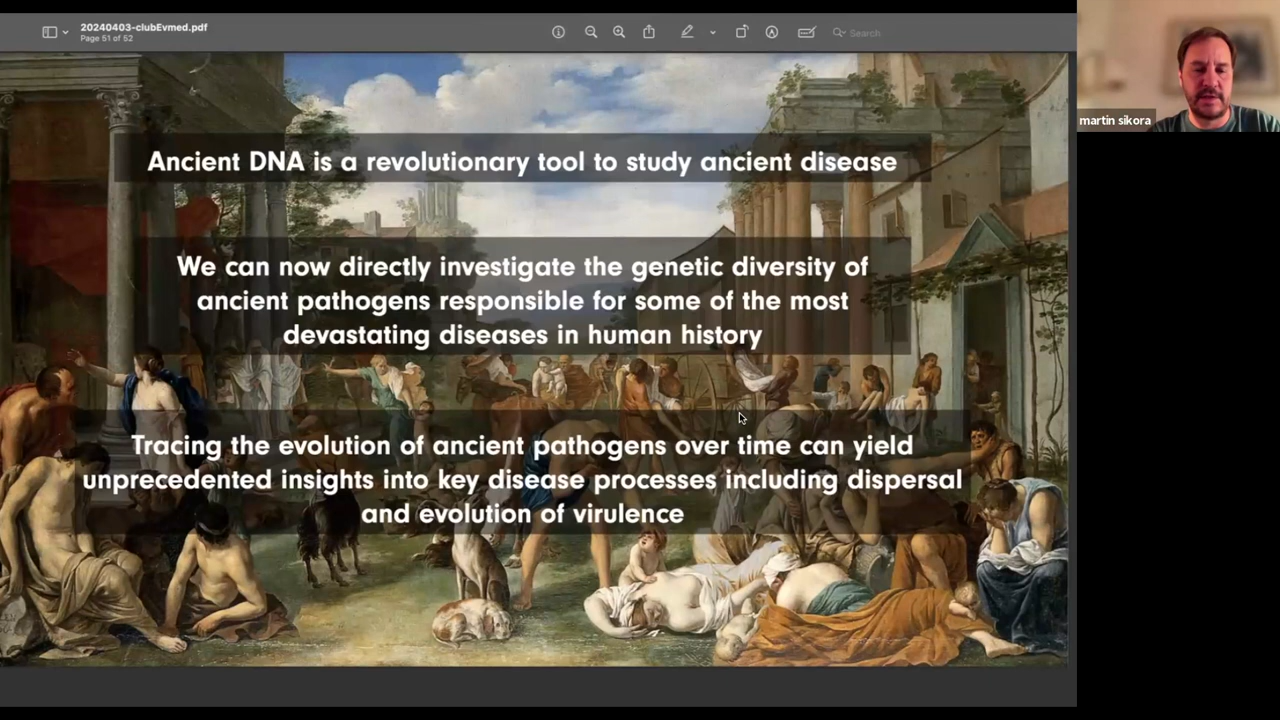 20240403-clubEvmed.pdf
Page 51 of 52
Search
martin sikora
Ancient DNA is a revolutionary tool to study ancient disease
We can now directly investigate the genetic diversity of
ancient pathogens responsible for some of the most
devastating diseases in human history
Tracing the evolution of ancient pathogens over time can yield
unprecedented insights into key disease processes including dispersal
and evolution of virulence